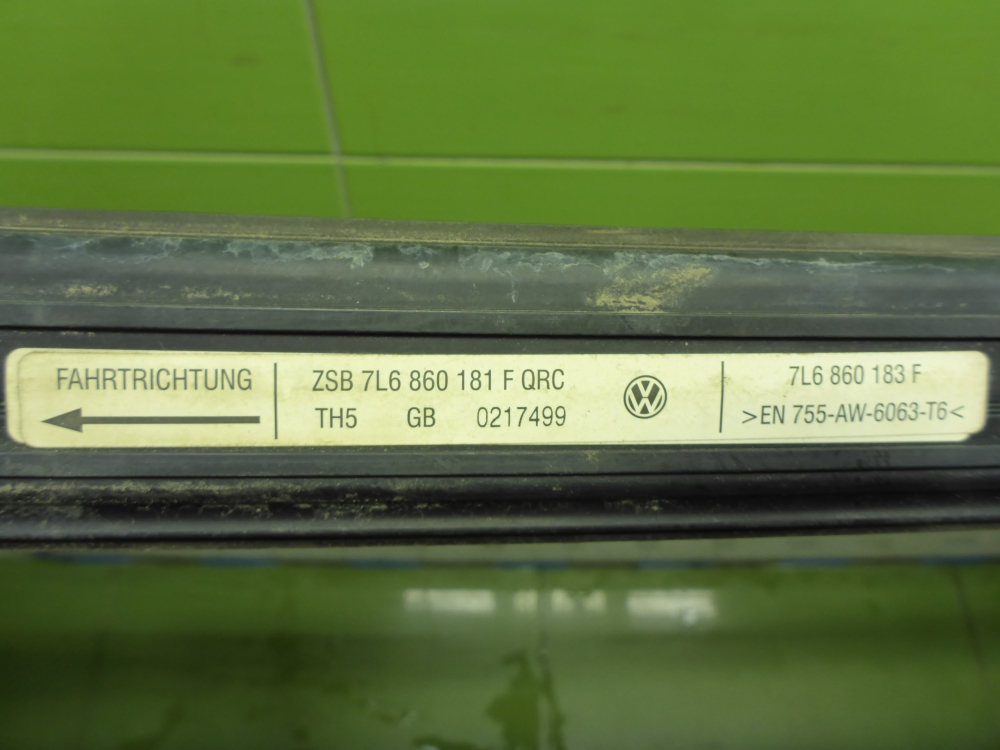 FAHRTRICHTUNG
ZSB 7L6 860 181 F QRC
TH5 GB 0217499
7L6 860 183 F
>EN 755-AW-6063-T6<